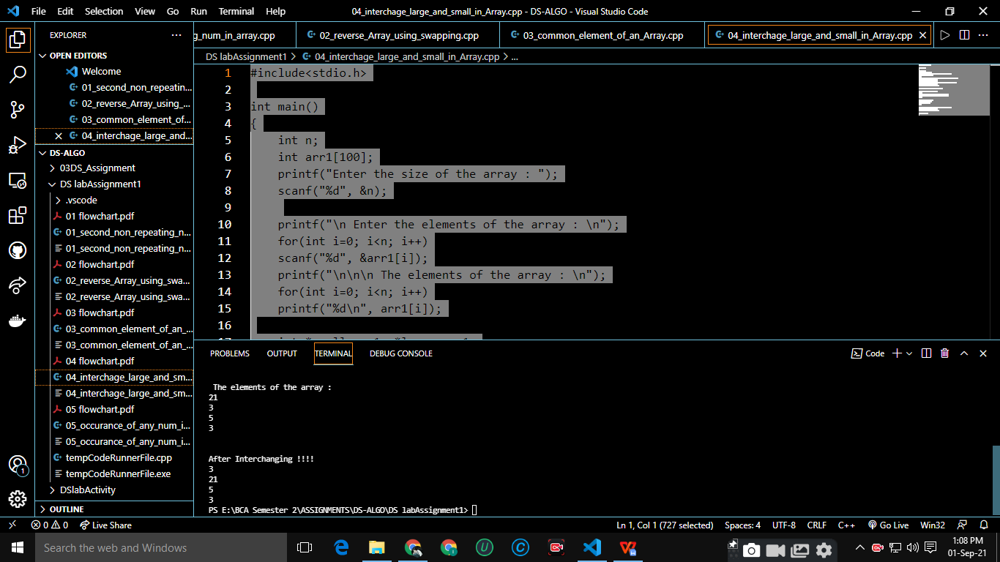 File Edit Selection View Go Run Terminal Help
04_interchage_large_and_small_in_Array.cpp - DS-ALGO - Visual Studio Code
EXPLORER
OPEN EDITORS
Welcome
01_second_non_repeatin...
02_reverse_Array_using_...
03_common_element_of...
04_interchage_large_and...
DS-ALGO
03DS_Assignment
DS labAssignment1
.vscode
01 flowchart.pdf
01_second_non_repeating_n...
01_second_non_repeating_n...
02 flowchart.pdf
02_reverse_Array_using_swa...
02_reverse_Array_using_swa...
03 flowchart.pdf
03_common_element_of_an_...
03_common_element_of_an_...
04 flowchart.pdf
04_interchage_large_and_sm...
04_interchage_large_and_sm...
05 flowchart.pdf
05_occurance_of_any_num_i...
05_occurance_of_any_num_i...
tempCodeRunnerFile.cpp
tempCodeRunnerFile.exe
DSlabActivity
OUTLINE
g_num_in_array.cpp
02_reverse_Array_using_swapping.cpp
03_common_element_of_an_Array.cpp
04_interchage_large_and_small_in_Array.cpp
DS labAssignment1 > 04_interchage_large_and_small_in_Array.cpp > ...
1 #include<stdio.h>
2
3 int main()
4 {
5 int n;
6 int arr1[100];
7 printf("Enter the size of the array : ");
8 scanf("%d", &n);
9
10 printf("\n Enter the elements of the array : \n");
11 for(int i=0; i<n; i++)
12 scanf("%d", &arr1[i]);
13 printf("\n\n\n The elements of the array : \n");
14 for(int i=0; i<n; i++)
15 printf("%d\n", arr1[i]);
16
PROBLEMS OUTPUT TERMINAL DEBUG CONSOLE
Code
The elements of the array :
21
3
5
3
After Interchanging !!!!
3
21
5
3
PS E:\BCA Semester 2\ASSIGNMENTS\DS-ALGO\DS labAssignment1>
1
0 0 Live Share
Ln 1, Col 1 (727 selected) Spaces: 4 UTF-8 CRLF C++ Go Live Win32
Search the web and Windows
1:08 PM
01-Sep-21